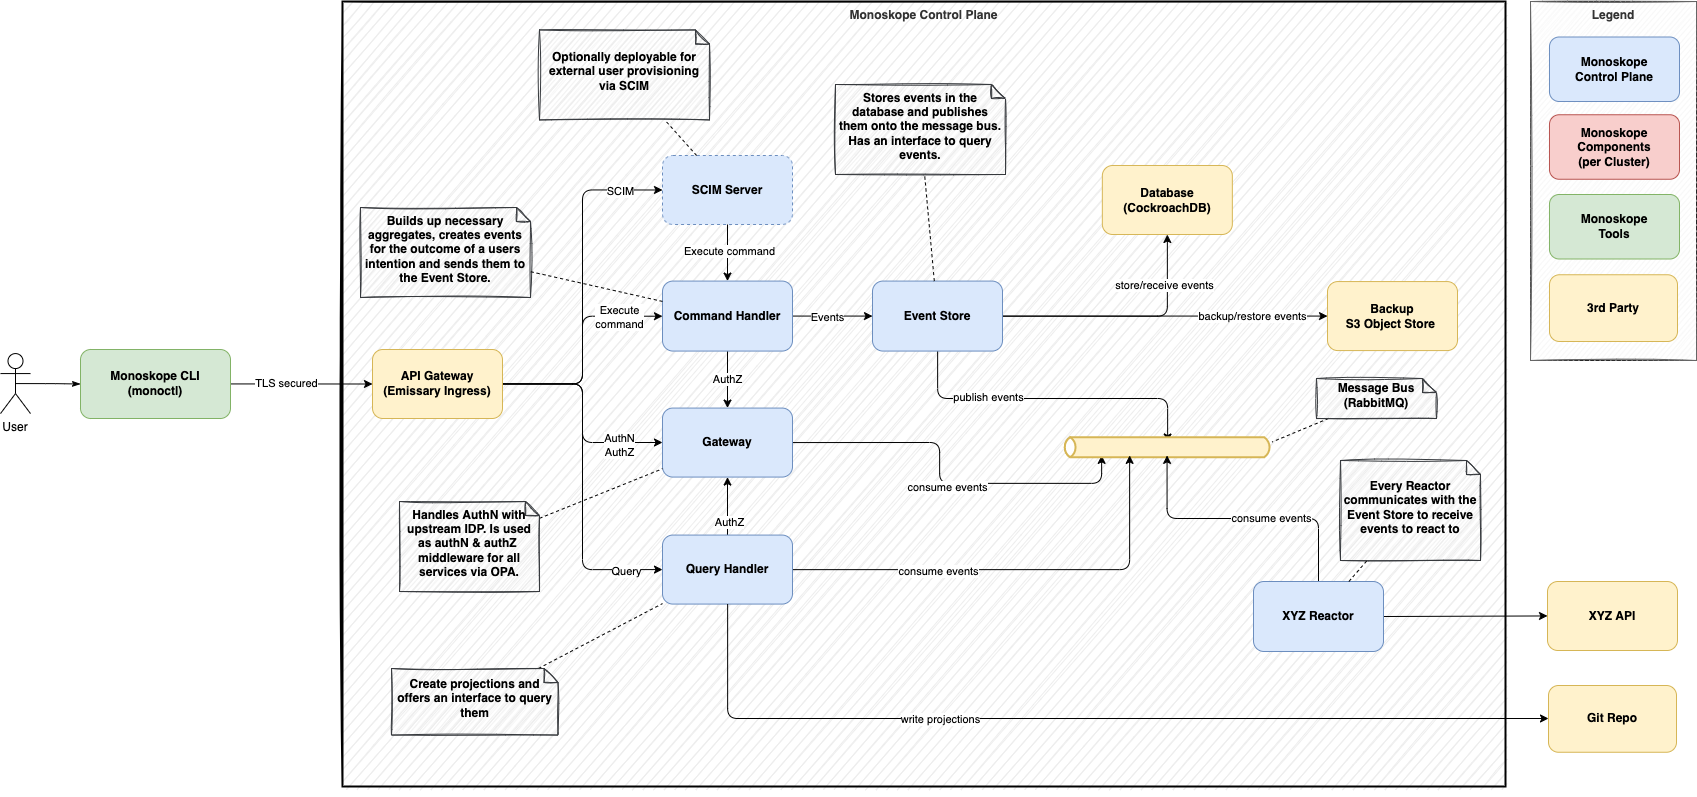 Monoskope Control Plane
Legend
Optionally deployable for
external user provisioning
via SCIM
Monoskope
Control Plane
Stores events in the
database and publishes
them onto the message bus.
Has an interface to query
events.
Monoskope
Components
(per Cluster)
SCIM
SCIM Server
Database
(CockroachDB)
Monoskope
Tools
Builds up necessary
aggregates, creates events
for the outcome of a users
intention and sends them to
the Event Store.
Execute command
store/receive events
3rd Party
Execute
command
Command Handler
Events
Event Store
backup/restore events
Backup
S3 Object Store
User
Monoskope CLI
(monoctl)
TLS secured
API Gateway
(Emissary Ingress)
AuthZ
publish events
Message Bus
(RabbitMQ)
AuthN
AuthZ
Gateway
consume events
Every Reactor
communicates with the
Event Store to receive
events to react to
Handles AuthN with
upstream IDP. Is used
as authN & authZ
middleware for all
services via OPA.
AuthZ
consume events
Query
Query Handler
consume events
XYZ Reactor
XYZ API
Create projections and
offers an interface to query
them
write projections
Git Repo